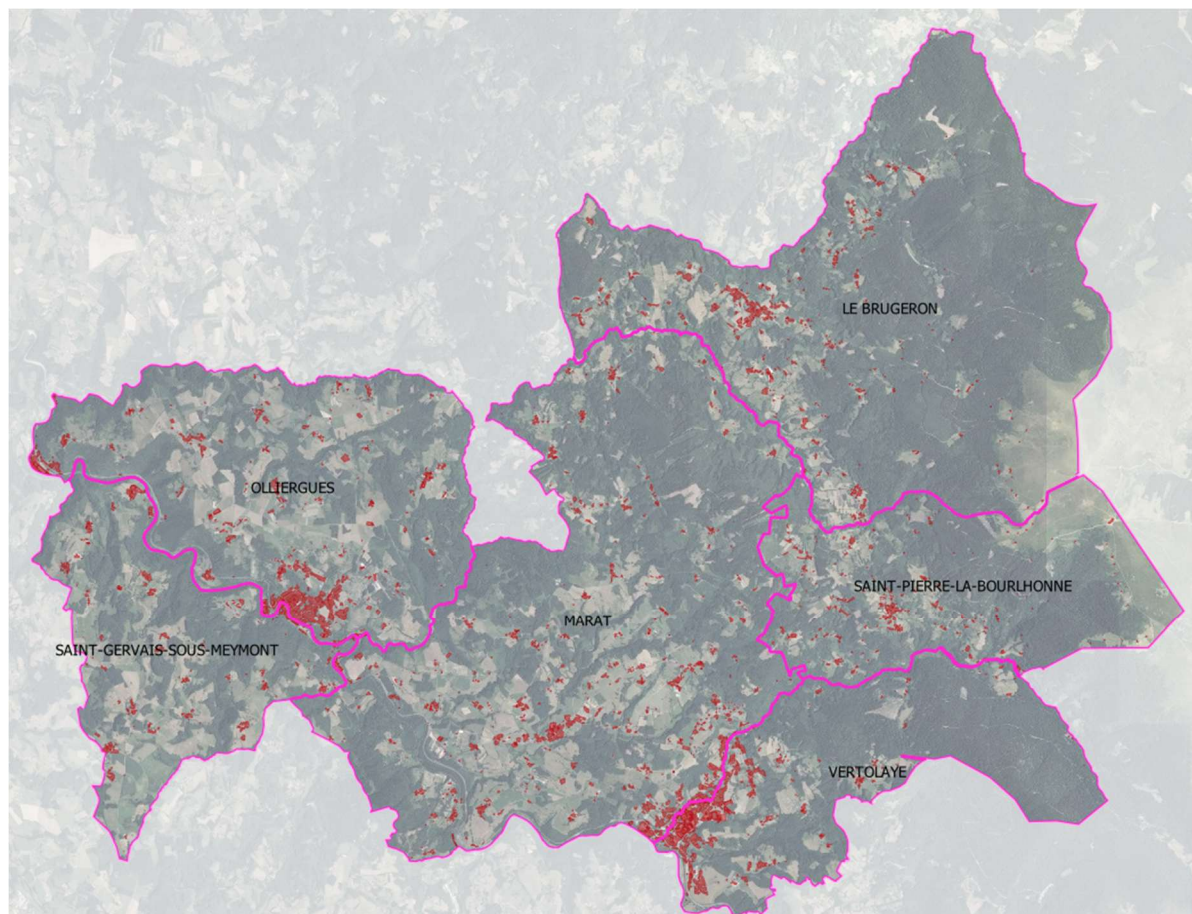 LE BRUGERON
OLLIERGUES
SAINT-PIERRE-LA-BOURLHONNE
MARAT
SAINT-GERVAIS-SOUS-MEYMONT
VERTOLAYE